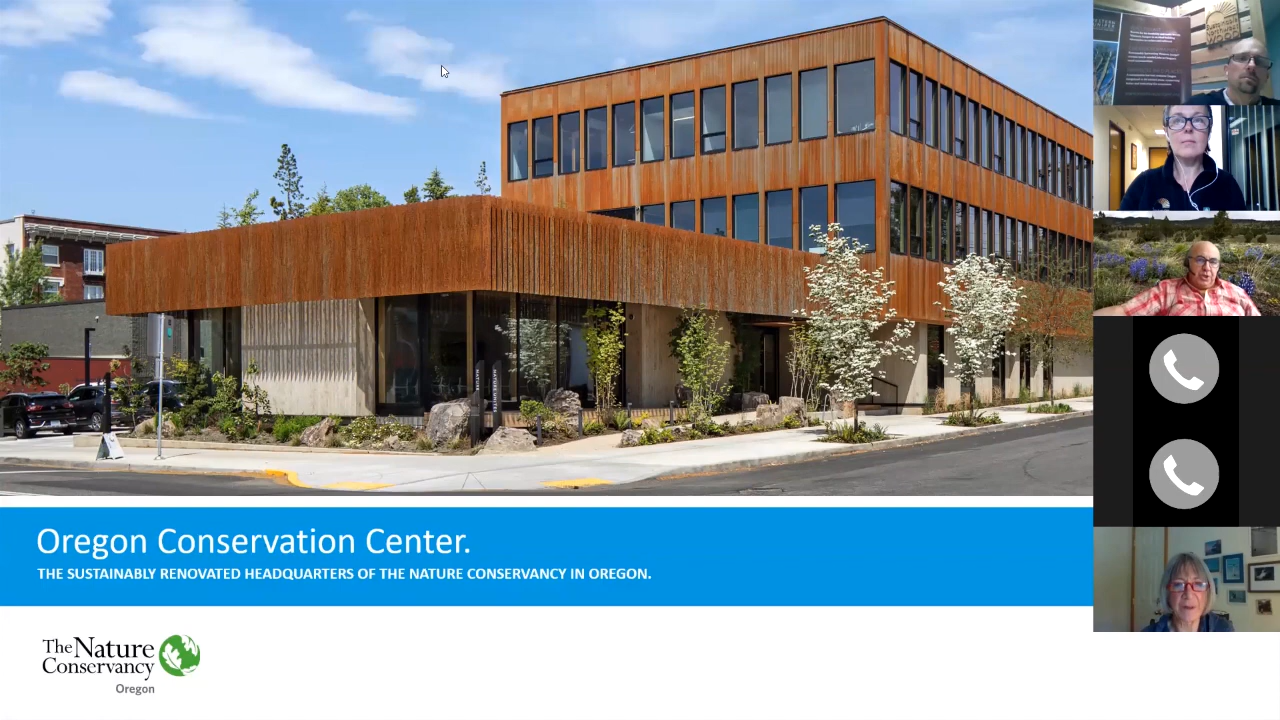 Oregon Conservation Center.
THE SUSTAINABLY RENOVATED HEADQUARTERS OF THE NATURE CONSERVANCY IN OREGON.
The Nature
Conservancy
Oregon